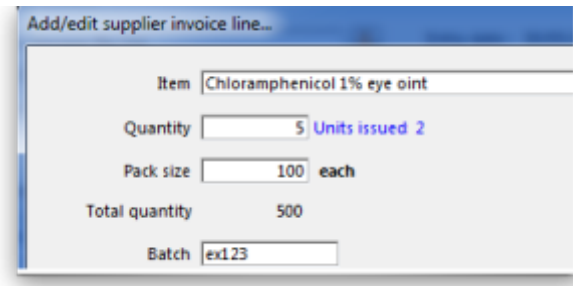 Add/edit supplier invoice line...
Item Chloramphenicol 1% eye oint
Quantity 5 Units issued 2
Pack size 100 each
Total quantity 500
Batch ex123